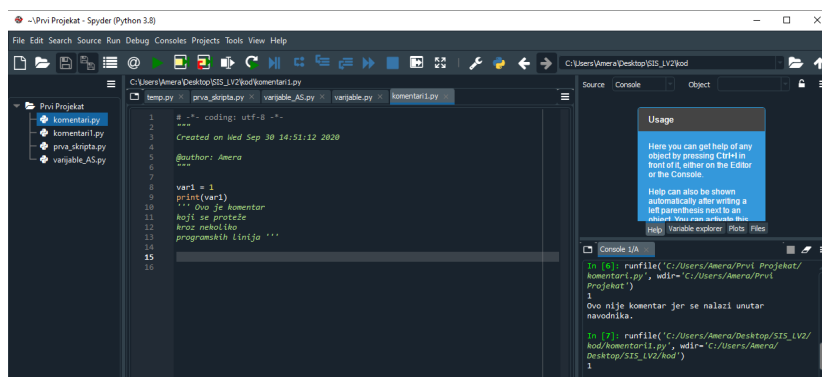 ~\Prvi Projekat - Spyder (Python 3.8)
File Edit Search Source Run Debug Consoles Projects Tools View Help
C:\Users\Amera\Desktop\SIS_LV2\kod
C:\Users\Amera\Desktop\SIS_LV2\kod\komentari1.py
temp.py
prva_skripta.py
varijable_AS.py
varijable.py
komentari1.py
Prvi Projekat
komentari.py
komentari1.py
prva_skripta.py
varijable_AS.py
1 # -*- coding: utf-8 -*-
2 """
3 Created on Wed Sep 30 14:51:12 2020
4
5 @author: Amera
6 """
7
8 var1 = 1
9 print(var1)
10 ''' Ovo je komentar
11 koji se proteže
12 kroz nekoliko
13 programskih linija '''
14
15
16
Source Console Object
Usage
Here you can get help of any
object by pressing Ctrl+I in
front of it, either on the Editor
or the Console.
Help can also be shown
automatically after writing a
left parenthesis next to an
object. You can activate this
Help Variable explorer Plots Files
Console 1/A
In [6]: runfile('C:/Users/Amera/Prvi Projekat/
komentari.py', wdir='C:/Users/Amera/Prvi
Projekat')
1
Ovo nije komentar jer se nalazi unutar
navodnika.
In [7]: runfile('C:/Users/Amera/Desktop/SIS_LV2/
kod/komentari1.py', wdir='C:/Users/Amera/
Desktop/SIS_LV2/kod')
1